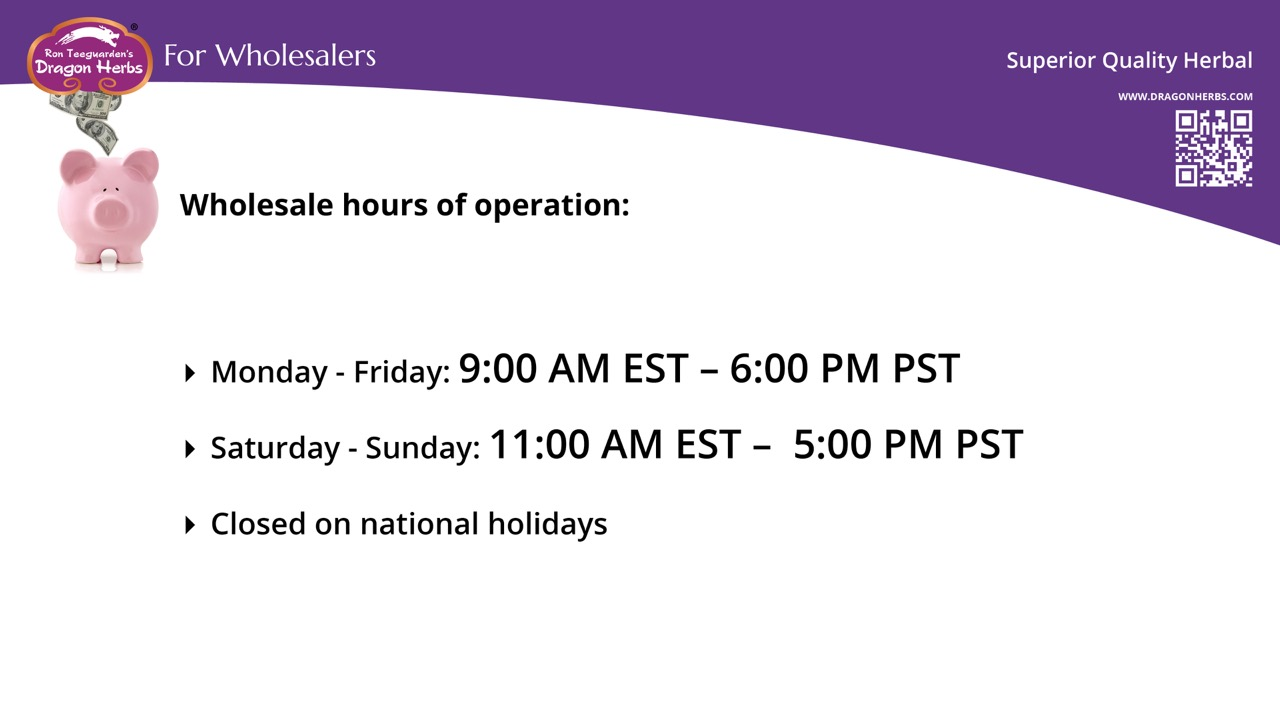 Ron Teeguarden's
Dragon Herbs
®
For Wholesalers
Superior Quality Herbal
WWW.DRAGONHERBS.COM
Wholesale hours of operation:
Monday - Friday: 9:00 AM EST – 6:00 PM PST
Saturday - Sunday: 11:00 AM EST – 5:00 PM PST
Closed on national holidays